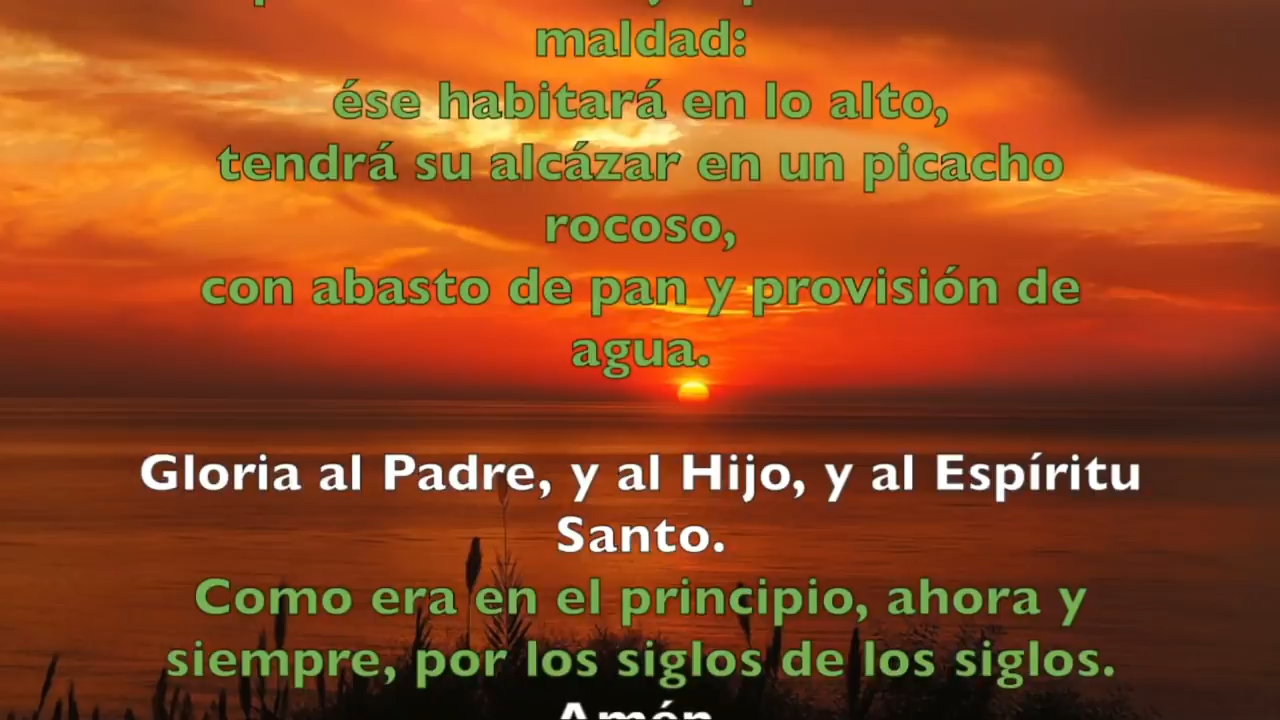 maldad:
ése habitará en lo alto,
tendrá su alcázar en un picacho
rocoso,
con abasto de pan y provisión de
agua.
Gloria al Padre, y al Hijo, y al Espíritu
Santo.
Como era en el principio, ahora y
siempre, por los siglos de los siglos.
Amén